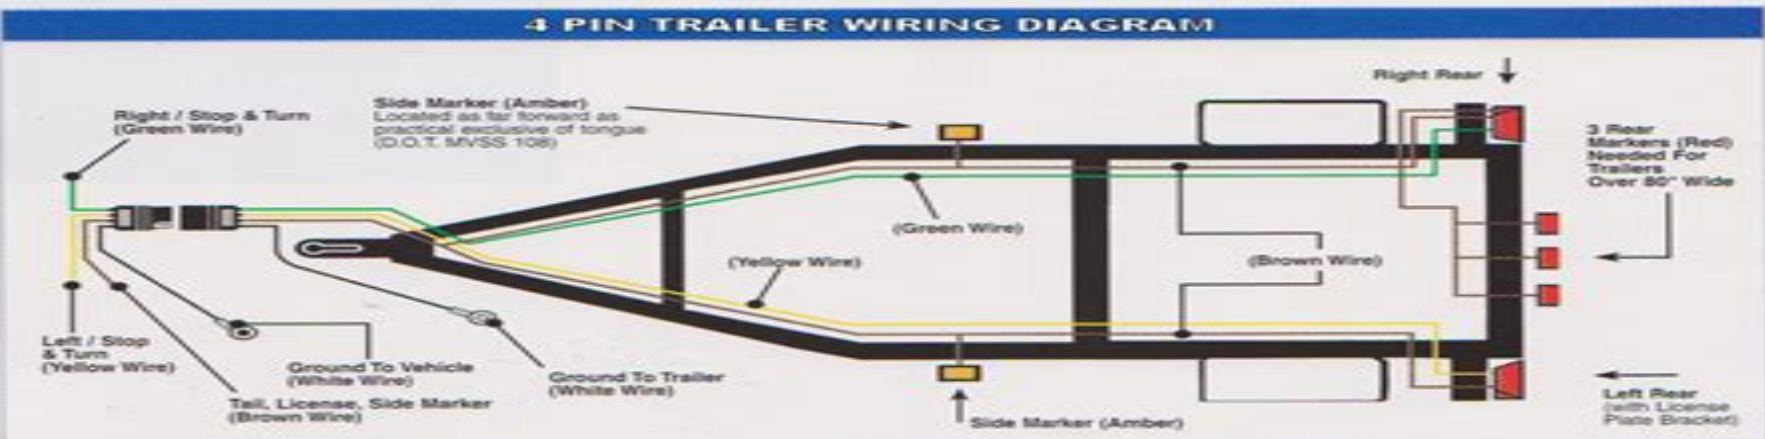 4 PIN TRAILER WIRING DIAGRAM
Right Rear
Right / Stop & Turn
(Green Wire)
Side Marker (Amber)
Located as far forward as
practical exclusive of tongue
(D.O.T. MVSS 108)
3 Rear
Markers (Red)
Needed For
Trailers
Over 80" Wide
(Green Wire)
(Yellow Wire)
(Brown Wire)
Left / Stop
& Turn
(Yellow Wire)
Ground To Vehicle
(White Wire)
Ground To Trailer
(White Wire)
Tail, License, Side Marker
(Brown Wire)
Side Marker (Amber)
Left Rear
(with License
Plate Bracket)